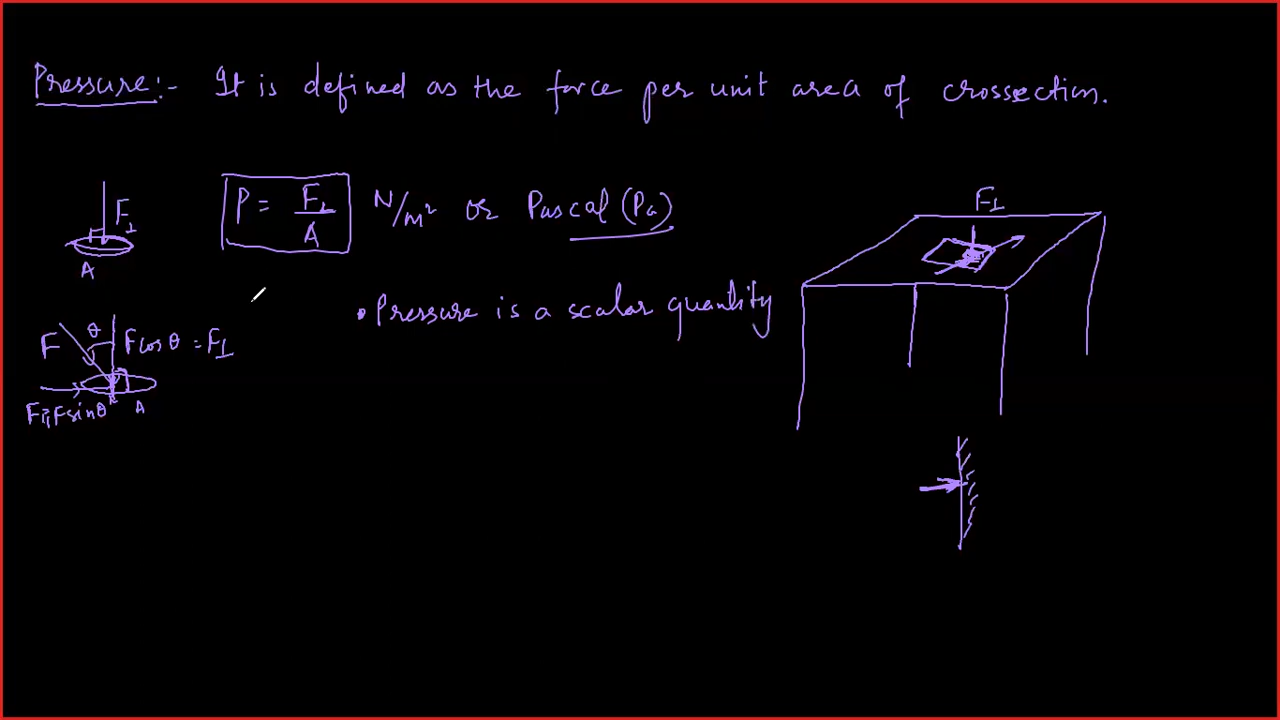 Pressure:- It is defined as the force per unit area of crossection.
F⊥
A
P = F⊥/A N/m² or Pascal (Pa)
F⊥
• Pressure is a scalar quantity
F θ F cos θ = F⊥
F sin θ A